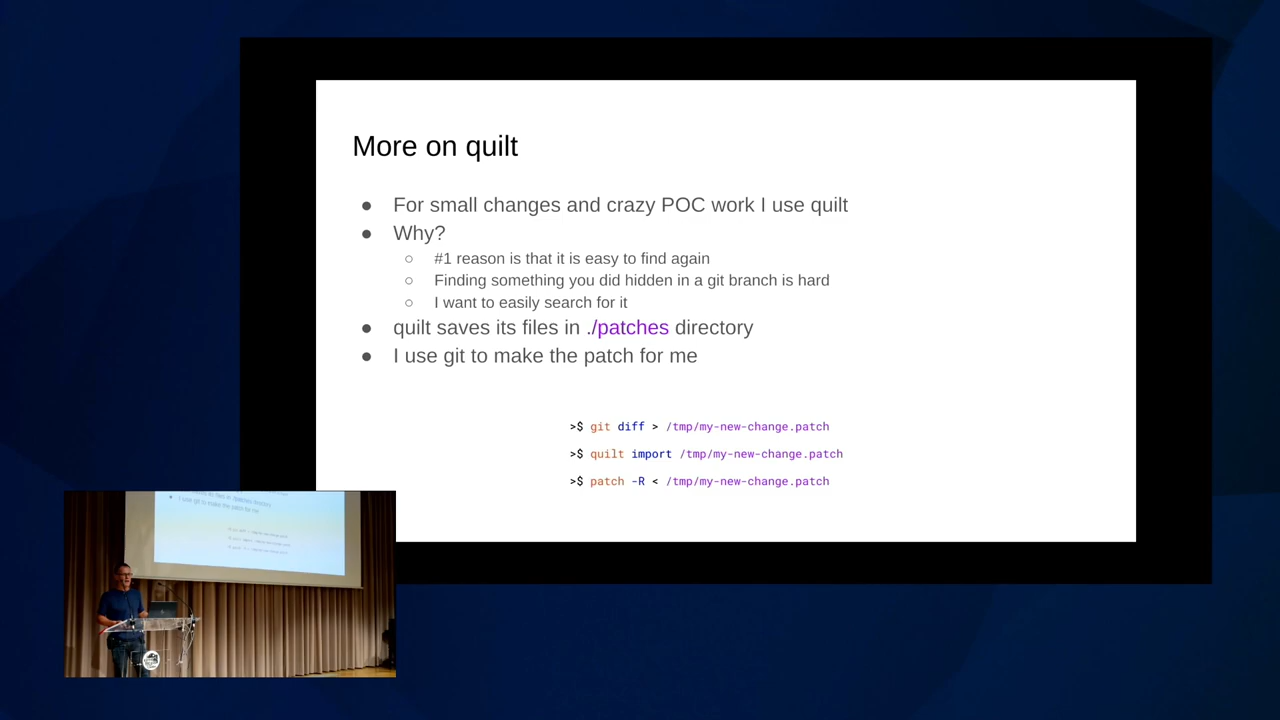 More on quilt
● For small changes and crazy POC work I use quilt
● Why?
○ #1 reason is that it is easy to find again
○ Finding something you did hidden in a git branch is hard
○ I want to easily search for it
● quilt saves its files in ./patches directory
● I use git to make the patch for me
>$ git diff > /tmp/my-new-change.patch
>$ quilt import /tmp/my-new-change.patch
>$ patch -R < /tmp/my-new-change.patch